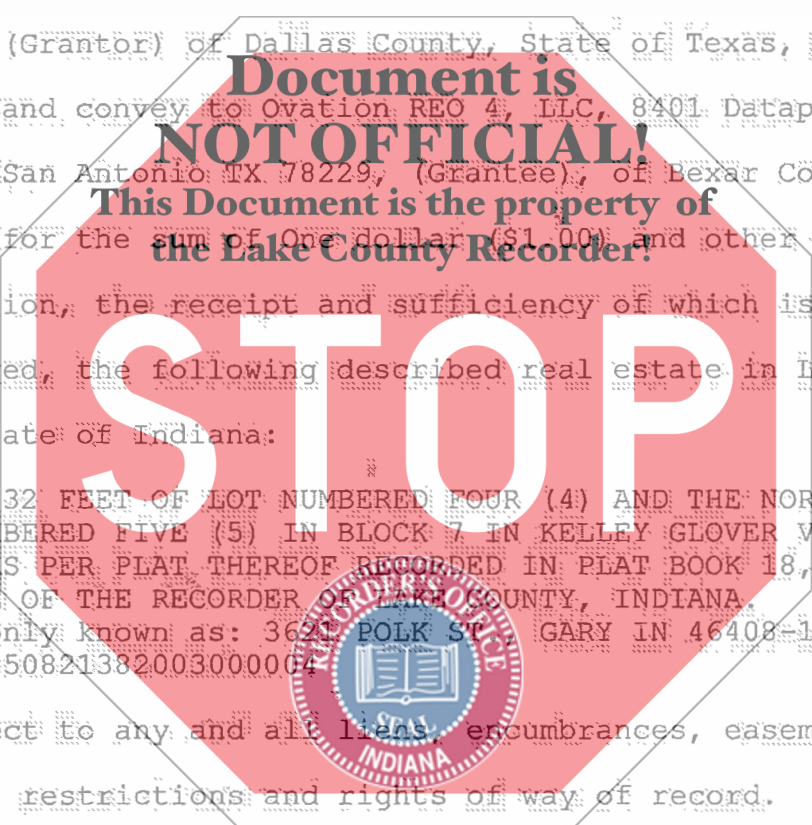 (Grantor) of Dallas County, State of Texas,
Document is
and convey to Ovation REO 4, LLC, 8401 Datap
NOT OFFICIAL!
San Antonio TX 78229, (Grantee), of Bexar Co
This Document is the property of
for the sum of One dollar ($1.00) and other
the Lake County Recorder!
ion, the receipt and sufficiency of which is
STOP
ed, the following described real estate in L
ate of Indiana:
32 FEET OF LOT NUMBERED FOUR (4) AND THE NOR
BERED FIVE (5) IN BLOCK 7 IN KELLEY GLOVER V
S PER PLAT THEREOF RECORDED IN PLAT BOOK 18,
OF THE RECORDER OF LAKE COUNTY, INDIANA.
only known as: POLK ST., GARY IN 46408-1
50821382003000004
RECORDER'S OFFICE
SEAL
INDIANA
ect to any and all liens, encumbrances, easem
restrictions and rights of way of record.